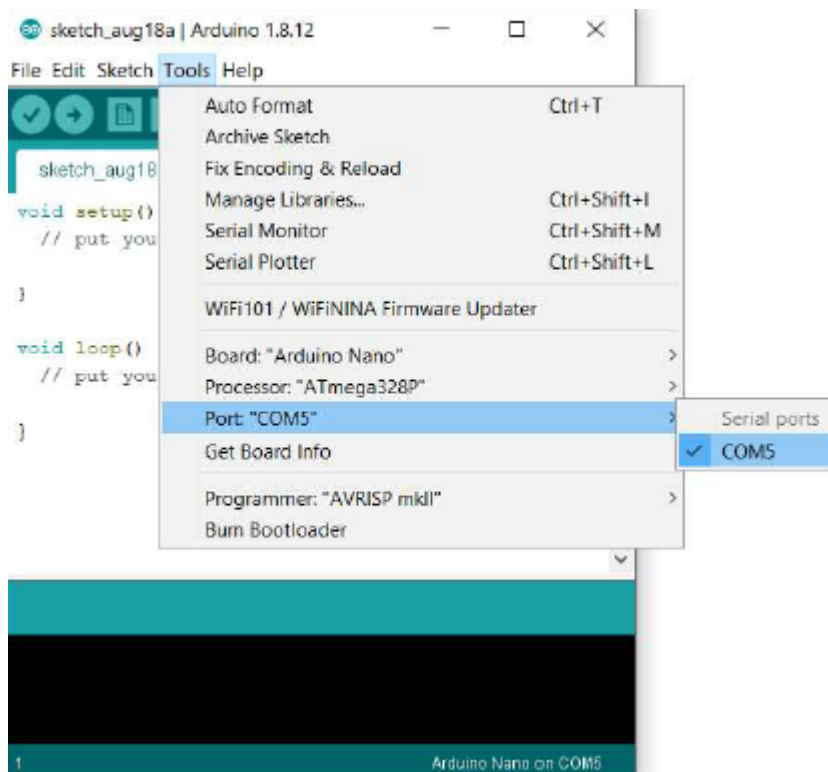 sketch_aug18a | Arduino 1.8.12
File Edit Sketch Tools Help
Auto Format Ctrl+T
Archive Sketch
sketch_aug18
Fix Encoding & Reload
Manage Libraries... Ctrl+Shift+I
void setup()
Serial Monitor Ctrl+Shift+M
// put you
Serial Plotter Ctrl+Shift+L
}
WiFi101 / WiFiNINA Firmware Updater
void loop()
Board: "Arduino Nano"
// put you
Processor: "ATmega328P"
Port: "COM5"
Serial ports
}
Get Board Info
COM5
Programmer: "AVRISP mkII"
Burn Bootloader
1 Arduino Nano on COM5